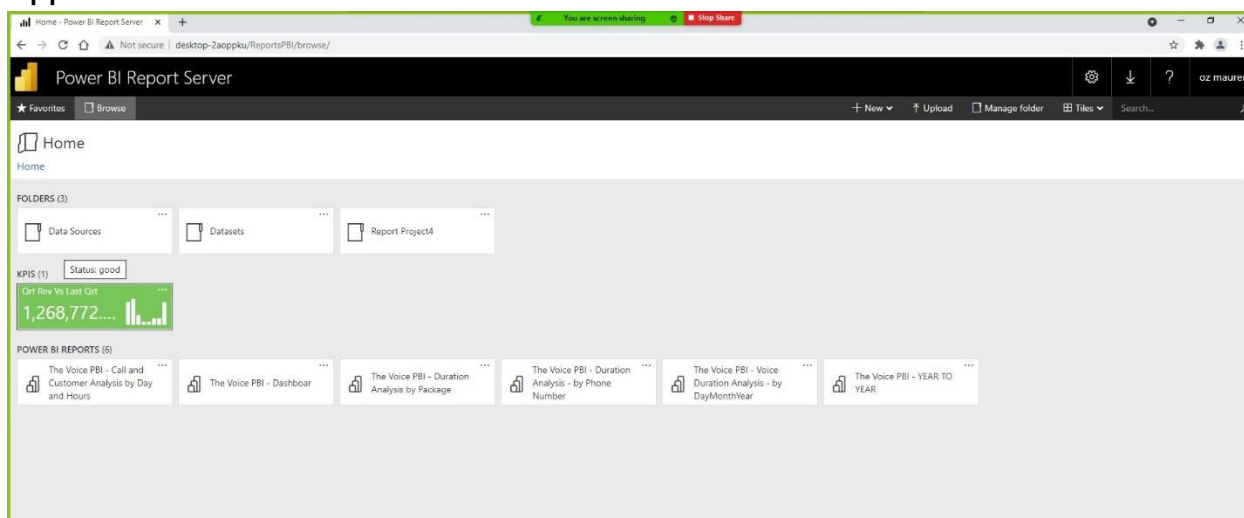 Home - Power BI Report Server
You are screen sharing
Stop Share
Not secure | desktop-2aoppku/ReportsPBI/browse/
Power BI Report Server
? oz maurer
Favorites Browse
New Upload Manage folder Tiles Search...
Home
Home
FOLDERS (3)
Data Sources
Datasets
Report Project4
KPIS (1)
Status: good
Qrt Rev Vs Last Qrt
1,268,772....
POWER BI REPORTS (6)
The Voice PBI - Call and
Customer Analysis by Day
and Hours
The Voice PBI - Dashboar
The Voice PBI - Duration
Analysis by Package
The Voice PBI - Duration
Analysis - by Phone
Number
The Voice PBI - Voice
Duration Analysis - by
DayMonthYear
The Voice PBI - YEAR TO
YEAR